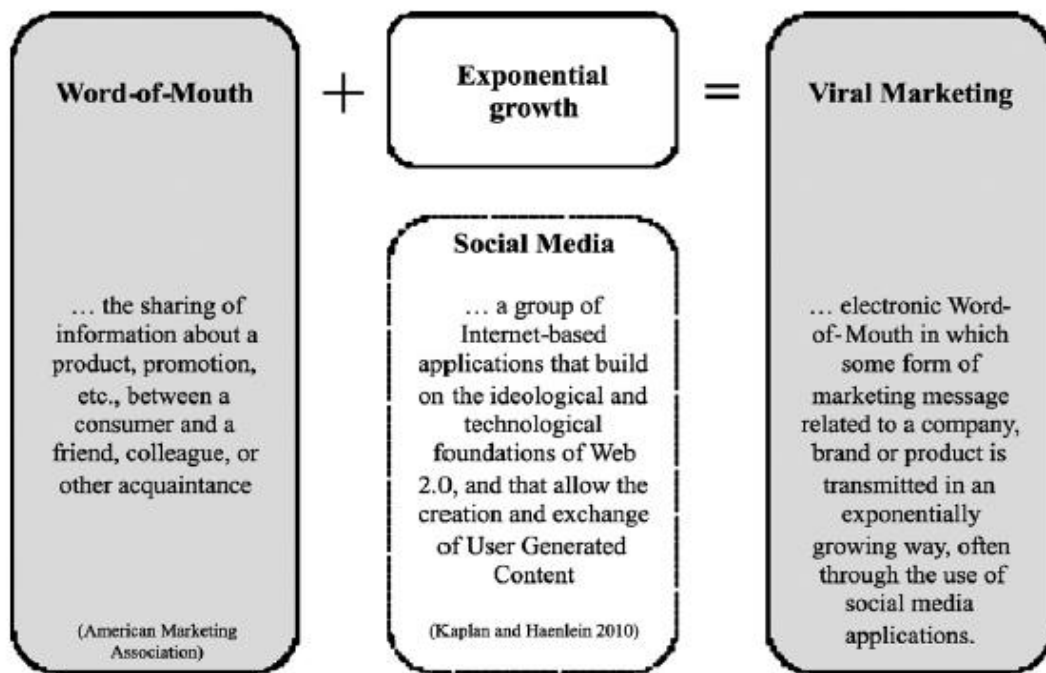 Word-of-Mouth
… the sharing of
information about a
product, promotion,
etc., between a
consumer and a
friend, colleague, or
other acquaintance
(American Marketing
Association)
+
Exponential
growth
Social Media
… a group of
Internet-based
applications that build
on the ideological and
technological
foundations of Web
2.0, and that allow the
creation and exchange
of User Generated
Content
(Kaplan and Haenlein 2010)
=
Viral Marketing
… electronic Word-
of-Mouth in which
some form of
marketing message
related to a company,
brand or product is
transmitted in an
exponentially
growing way, often
through the use of
social media
applications.